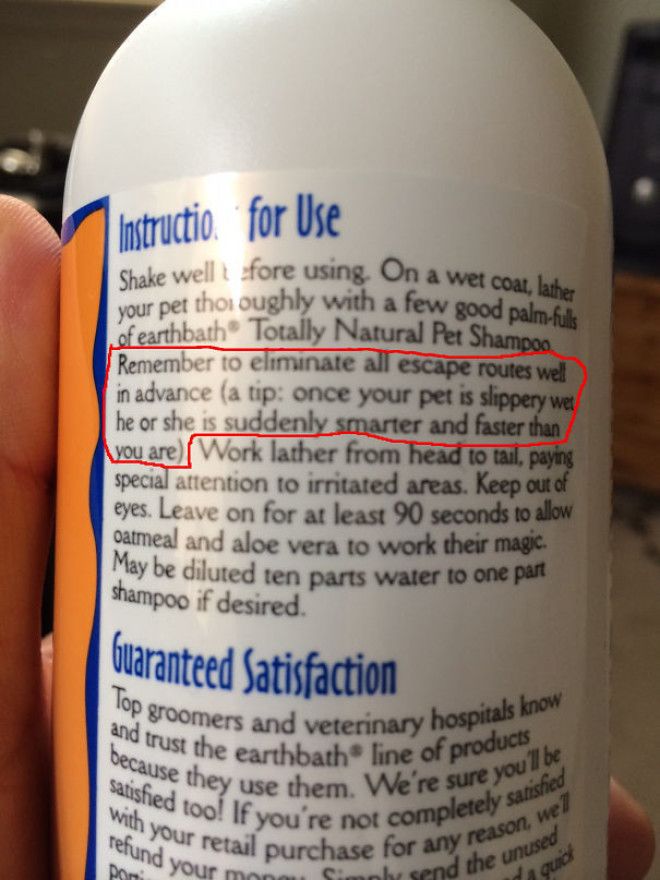 Instructio for Use
Shake well before using. On a wet coat, lather
your pet thoroughly with a few good palm-fulls
of earthbath® Totally Natural Pet Shampoo.
Remember to eliminate all escape routes well
in advance (a tip: once your pet is slippery wet
he or she is suddenly smarter and faster than
you are). Work lather from head to tail, paying
special attention to irritated areas. Keep out of
eyes. Leave on for at least 90 seconds to allow
oatmeal and aloe vera to work their magic.
May be diluted ten parts water to one part
shampoo if desired.
Guaranteed Satisfaction
Top groomers and veterinary hospitals know
and trust the earthbath® line of products
because they use them. We're sure you'll be
satisfied too! If you're not completely satisfied
with your retail purchase for any reason, we'll
refund your money. Simply send the unused
a quick